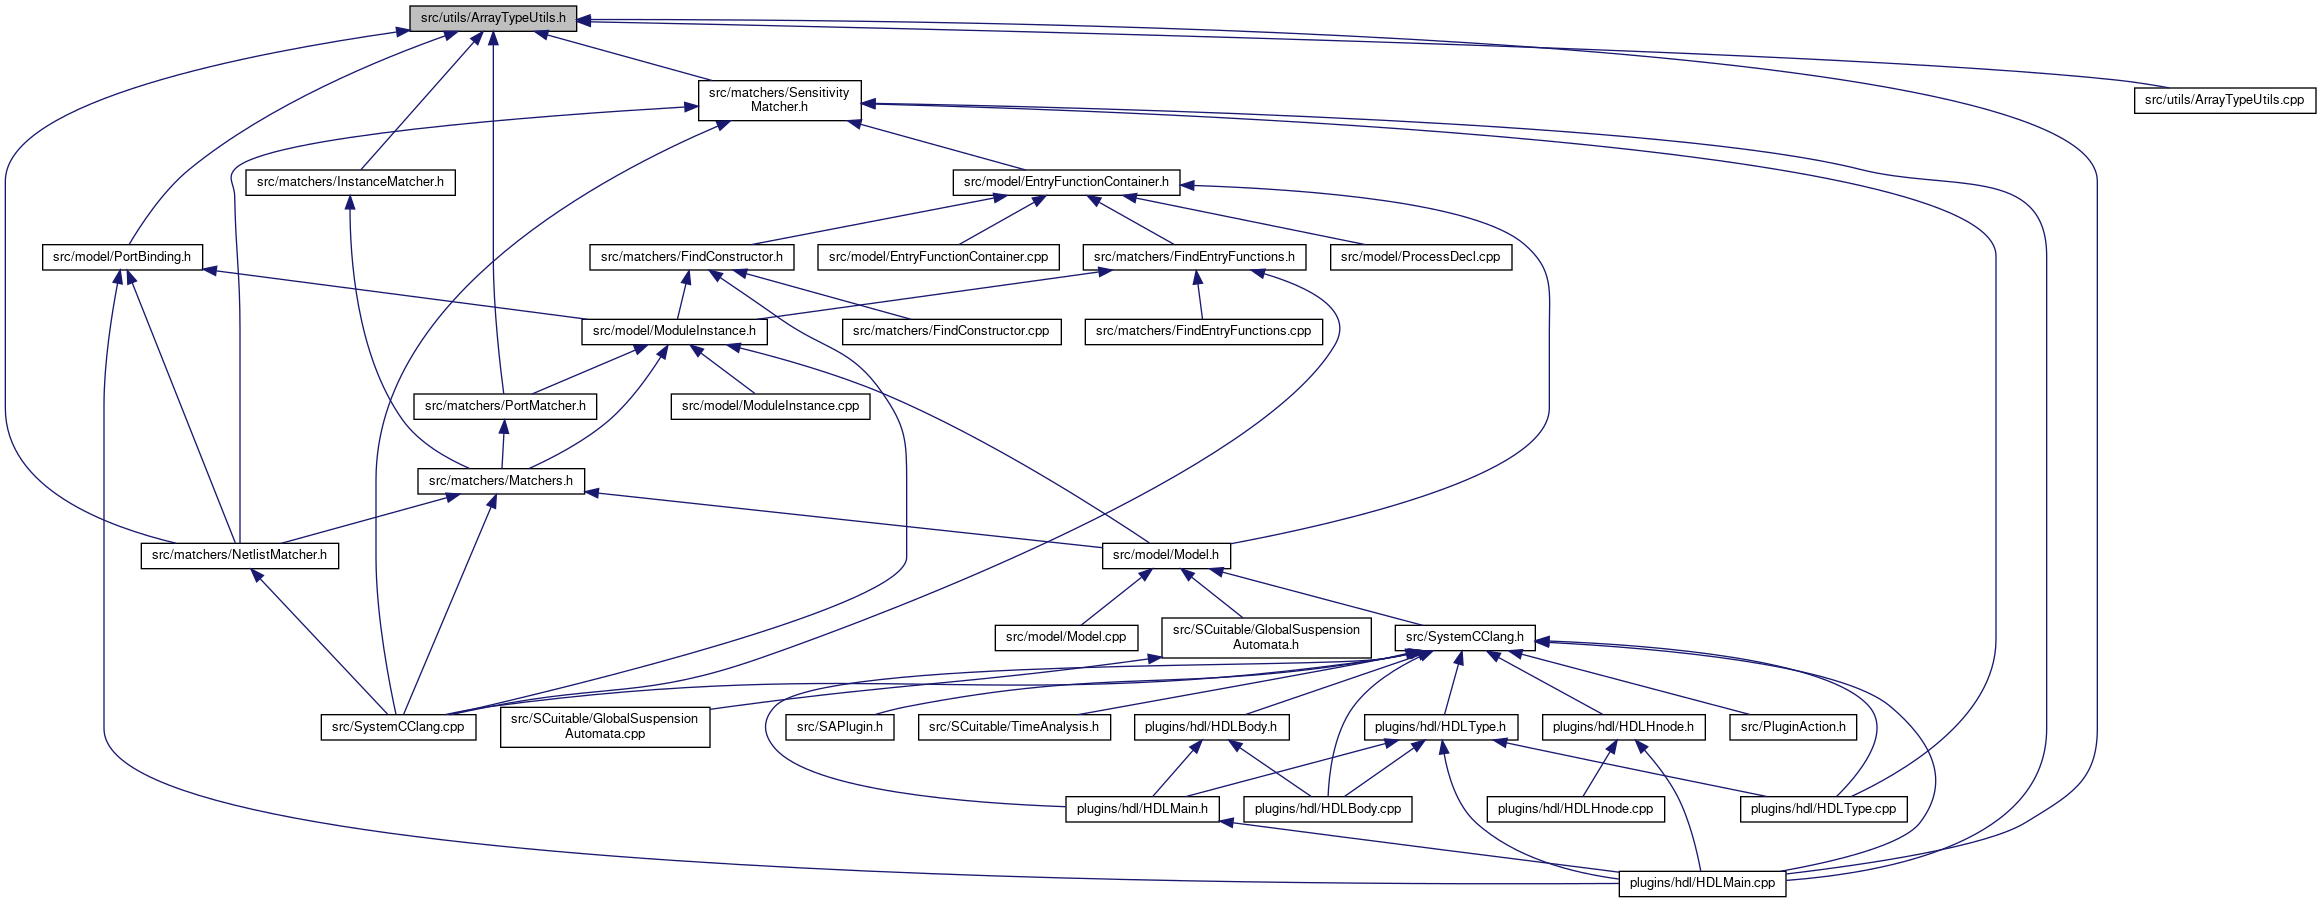 src/utils/ArrayTypeUtils.h
src/matchers/Sensitivity
Matcher.h
src/utils/ArrayTypeUtils.cpp
src/matchers/InstanceMatcher.h
src/model/EntryFunctionContainer.h
src/model/PortBinding.h
src/matchers/FindConstructor.h
src/model/EntryFunctionContainer.cpp
src/matchers/FindEntryFunctions.h
src/model/ProcessDecl.cpp
src/model/ModuleInstance.h
src/matchers/FindConstructor.cpp
src/matchers/FindEntryFunctions.cpp
src/matchers/PortMatcher.h
src/model/ModuleInstance.cpp
src/matchers/Matchers.h
src/matchers/NetlistMatcher.h
src/model/Model.h
src/model/Model.cpp
src/SCuitable/GlobalSuspension
Automata.h
src/SystemCClang.h
src/SystemCClang.cpp
src/SCuitable/GlobalSuspension
Automata.cpp
src/SAPlugin.h
src/SCuitable/TimeAnalysis.h
plugins/hdl/HDLBody.h
plugins/hdl/HDLType.h
plugins/hdl/HDLHnode.h
src/PluginAction.h
plugins/hdl/HDLMain.h
plugins/hdl/HDLBody.cpp
plugins/hdl/HDLHnode.cpp
plugins/hdl/HDLType.cpp
plugins/hdl/HDLMain.cpp